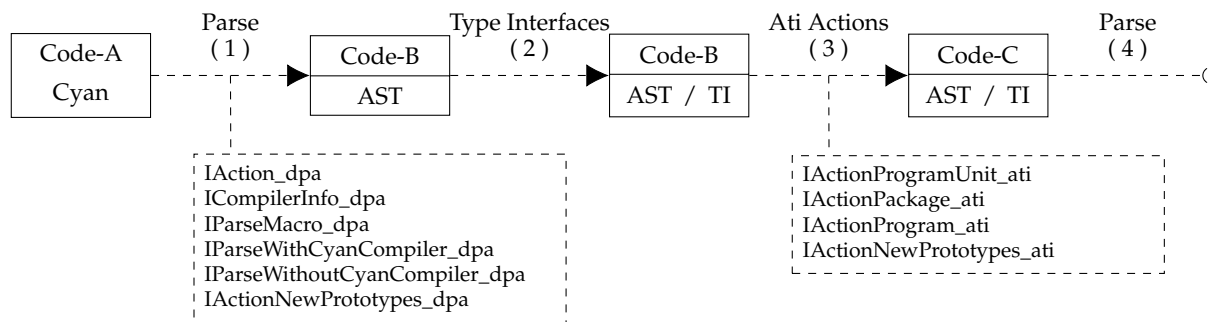 Parse
( 1 )
Type Interfaces
( 2 )
Ati Actions
( 3 )
Parse
( 4 )
Code-A
Cyan
Code-B
AST
Code-B
AST / TI
Code-C
AST / TI
IAction_dpa
ICompilerInfo_dpa
IParseMacro_dpa
IParseWithCyanCompiler_dpa
IParseWithoutCyanCompiler_dpa
IActionNewPrototypes_dpa
IActionProgramUnit_ati
IActionPackage_ati
IActionProgram_ati
IActionNewPrototypes_ati